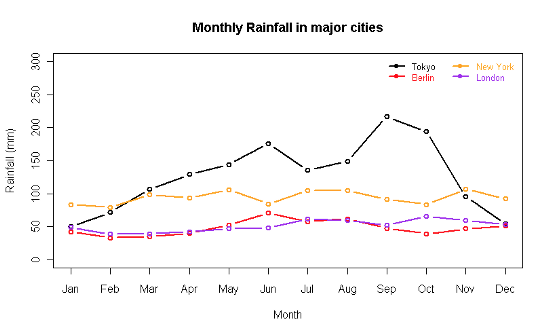 Monthly Rainfall in major cities
Tokyo New York
Berlin London
Rainfall (mm)
300
250
200
150
100
50
0
Jan Feb Mar Apr May Jun Jul Aug Sep Oct Nov Dec
Month